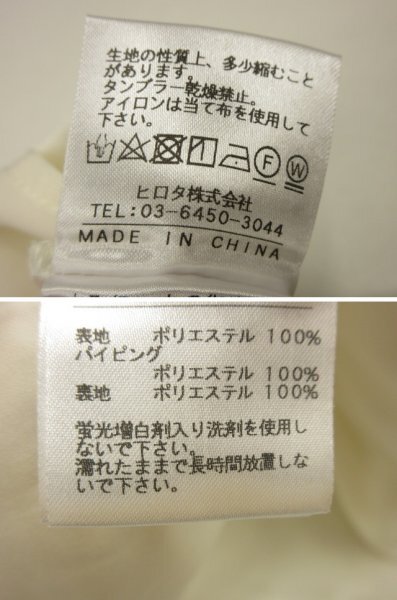 生地の性質上、多少縮むこと
があります。
タンブラー乾燥禁止。
アイロンは当て布を使用して
下さい。
F W
ヒロタ株式会社
TEL:03-6450-3044
MADE IN CHINA
表地 ポリエステル 100%
パイピング
ポリエステル 100%
裏地 ポリエステル 100%
蛍光増白剤入り洗剤を使用し
ないで下さい。
濡れたままで長時間放置しな
いで下さい。